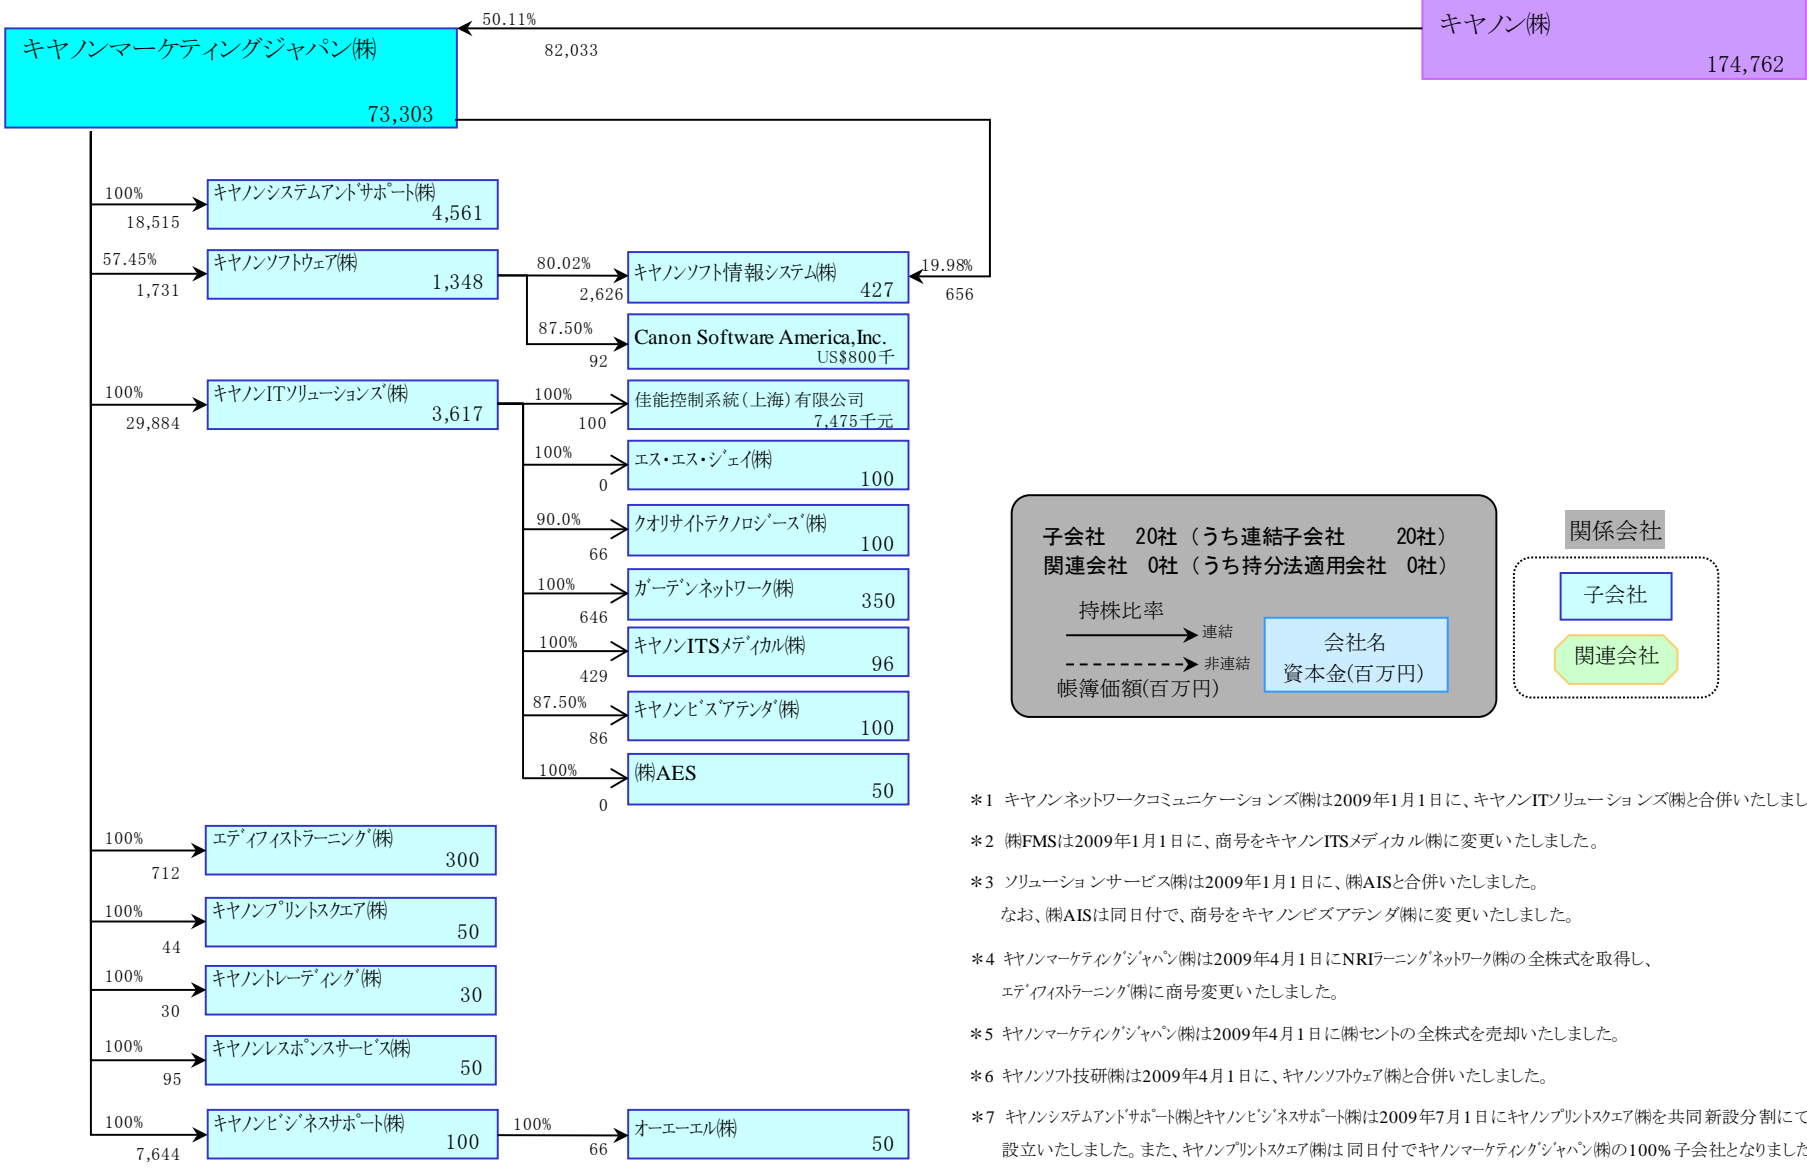 キヤノン㈱
174,762
50.11%
82,033
キヤノンマーケティングジャパン㈱
73,303
100%
18,515
キヤノンシステムアンドサポート㈱
4,561
57.45%
1,731
キヤノンソフトウェア㈱
1,348
80.02%
2,626
キヤノンソフト情報システム㈱
427
19.98%
656
87.50%
92
Canon Software America,Inc.
US$800千
100%
29,884
キヤノンITソリューションズ㈱
3,617
100%
100
佳能控制系統(上海)有限公司
7,475千元
100%
0
エス・エス・ジェイ㈱
100
90.0%
66
クオリサイトテクノロジーズ㈱
100
100%
646
ガーデンネットワーク㈱
350
100%
429
キヤノンITSメディカル㈱
96
87.50%
86
キヤノンビズアテンダ㈱
100
100%
0
㈱AES
50
100%
712
エディフィストラーニング㈱
300
100%
44
キヤノンプリントスクエア㈱
50
100%
30
キヤノントレーディング㈱
30
100%
95
キヤノンレスポンスサービス㈱
50
100%
7,644
キヤノンビジネスサポート㈱
100
100%
66
オーエーエル㈱
50
子会社 20社(うち連結子会社 20社)
関連会社 0社(うち持分法適用会社 0社)
持株比率
連結
非連結
帳簿価額(百万円)
会社名
資本金(百万円)
関係会社
子会社
関連会社
*1 キヤノンネットワークコミュニケーションズ㈱は2009年1月1日に、キヤノンITソリューションズ㈱と合併いたしまし
*2 ㈱FMSは2009年1月1日に、商号をキヤノンITSメディカル㈱に変更いたしました。
*3 ソリューションサービス㈱は2009年1月1日に、㈱AISと合併いたしました。
なお、㈱AISは同日付で、商号をキヤノンビズアテンダ㈱に変更いたしました。
*4 キヤノンマーケティングジャパン㈱は2009年4月1日にNRIラーニングネットワーク㈱の全株式を取得し、
エディフィストラーニング㈱に商号変更いたしました。
*5 キヤノンマーケティングジャパン㈱は2009年4月1日に㈱セントの全株式を売却いたしました。
*6 キヤノンソフト技研㈱は2009年4月1日に、キヤノンソフトウェア㈱と合併いたしました。
*7 キヤノンシステムアンドサポート㈱とキヤノンビジネスサポート㈱は2009年7月1日にキヤノンプリントスクエア㈱を共同新設分割にて
設立いたしました。また、キヤノンプリントスクエア㈱は同日付でキヤノンマーケティングジャパン㈱の100%子会社となりました